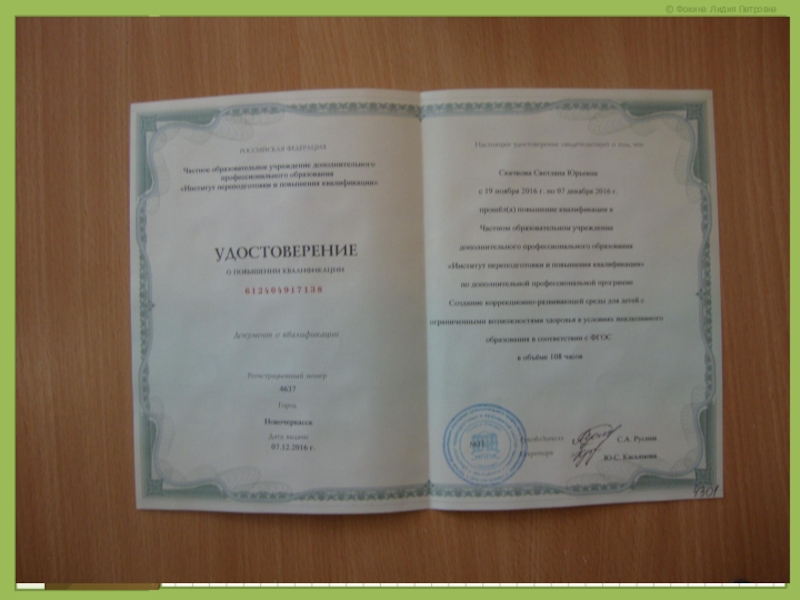 © Фокина Лидия Петровна
РОССИЙСКАЯ ФЕДЕРАЦИЯ
Частное образовательное учреждение дополнительного
профессионального образования
«Институт переподготовки и повышения квалификации»
УДОСТОВЕРЕНИЕ
О ПОВЫШЕНИИ КВАЛИФИКАЦИИ
612404917138
Документ о квалификации
Регистрационный номер
4637
Город
Новочеркасск
Дата выдачи
07.12.2016 г.
Настоящее удостоверение свидетельствует о том, что
Светлана Юрьевна
с 19 ноября 2016 г. по 07 декабря 2016 г.
прошёл(а) повышение квалификации в
Частном образовательном учреждении
дополнительного профессионального образования
«Институт переподготовки и повышения квалификации»
по дополнительной профессиональной программе
Создание коррекционно-развивающей среды для детей с
ограниченными возможностями здоровья в условиях инклюзивного
образования в соответствии с ФГОС
в объёме 108 часов
Руководитель
С.А.
Секретарь
Ю.С.